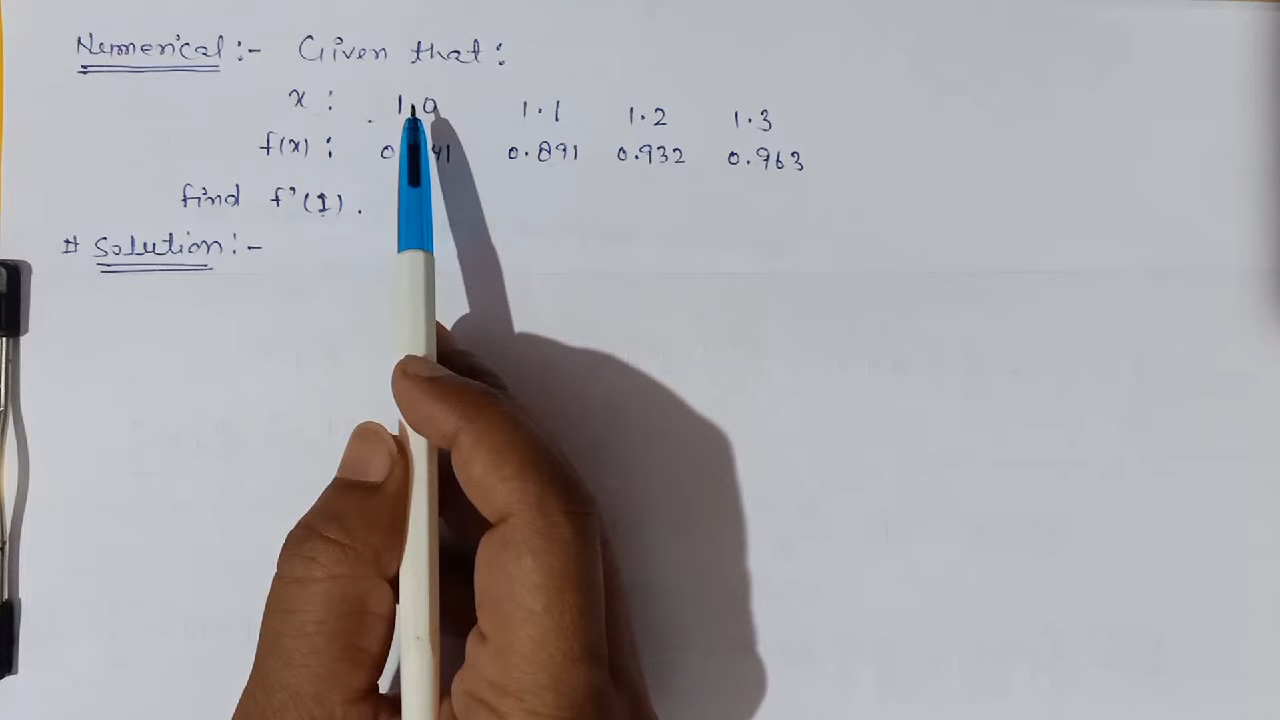 Numerical:- Given that:
x : 1.0 1.1 1.2 1.3
f(x) : 0.891 0.932 0.963
find f'(1).
# Solution:-